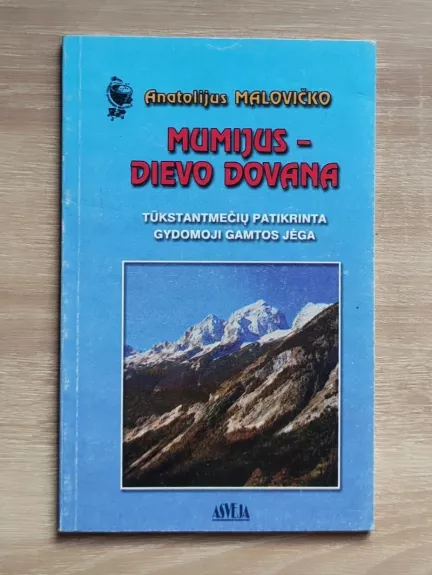 Anatolijus MALOVIČKO
MUMIJUS –
DIEVO DOVANA
TŪKSTANTMEČIŲ PATIKRINTA
GYDOMOJI GAMTOS JĖGA
ASVEJA